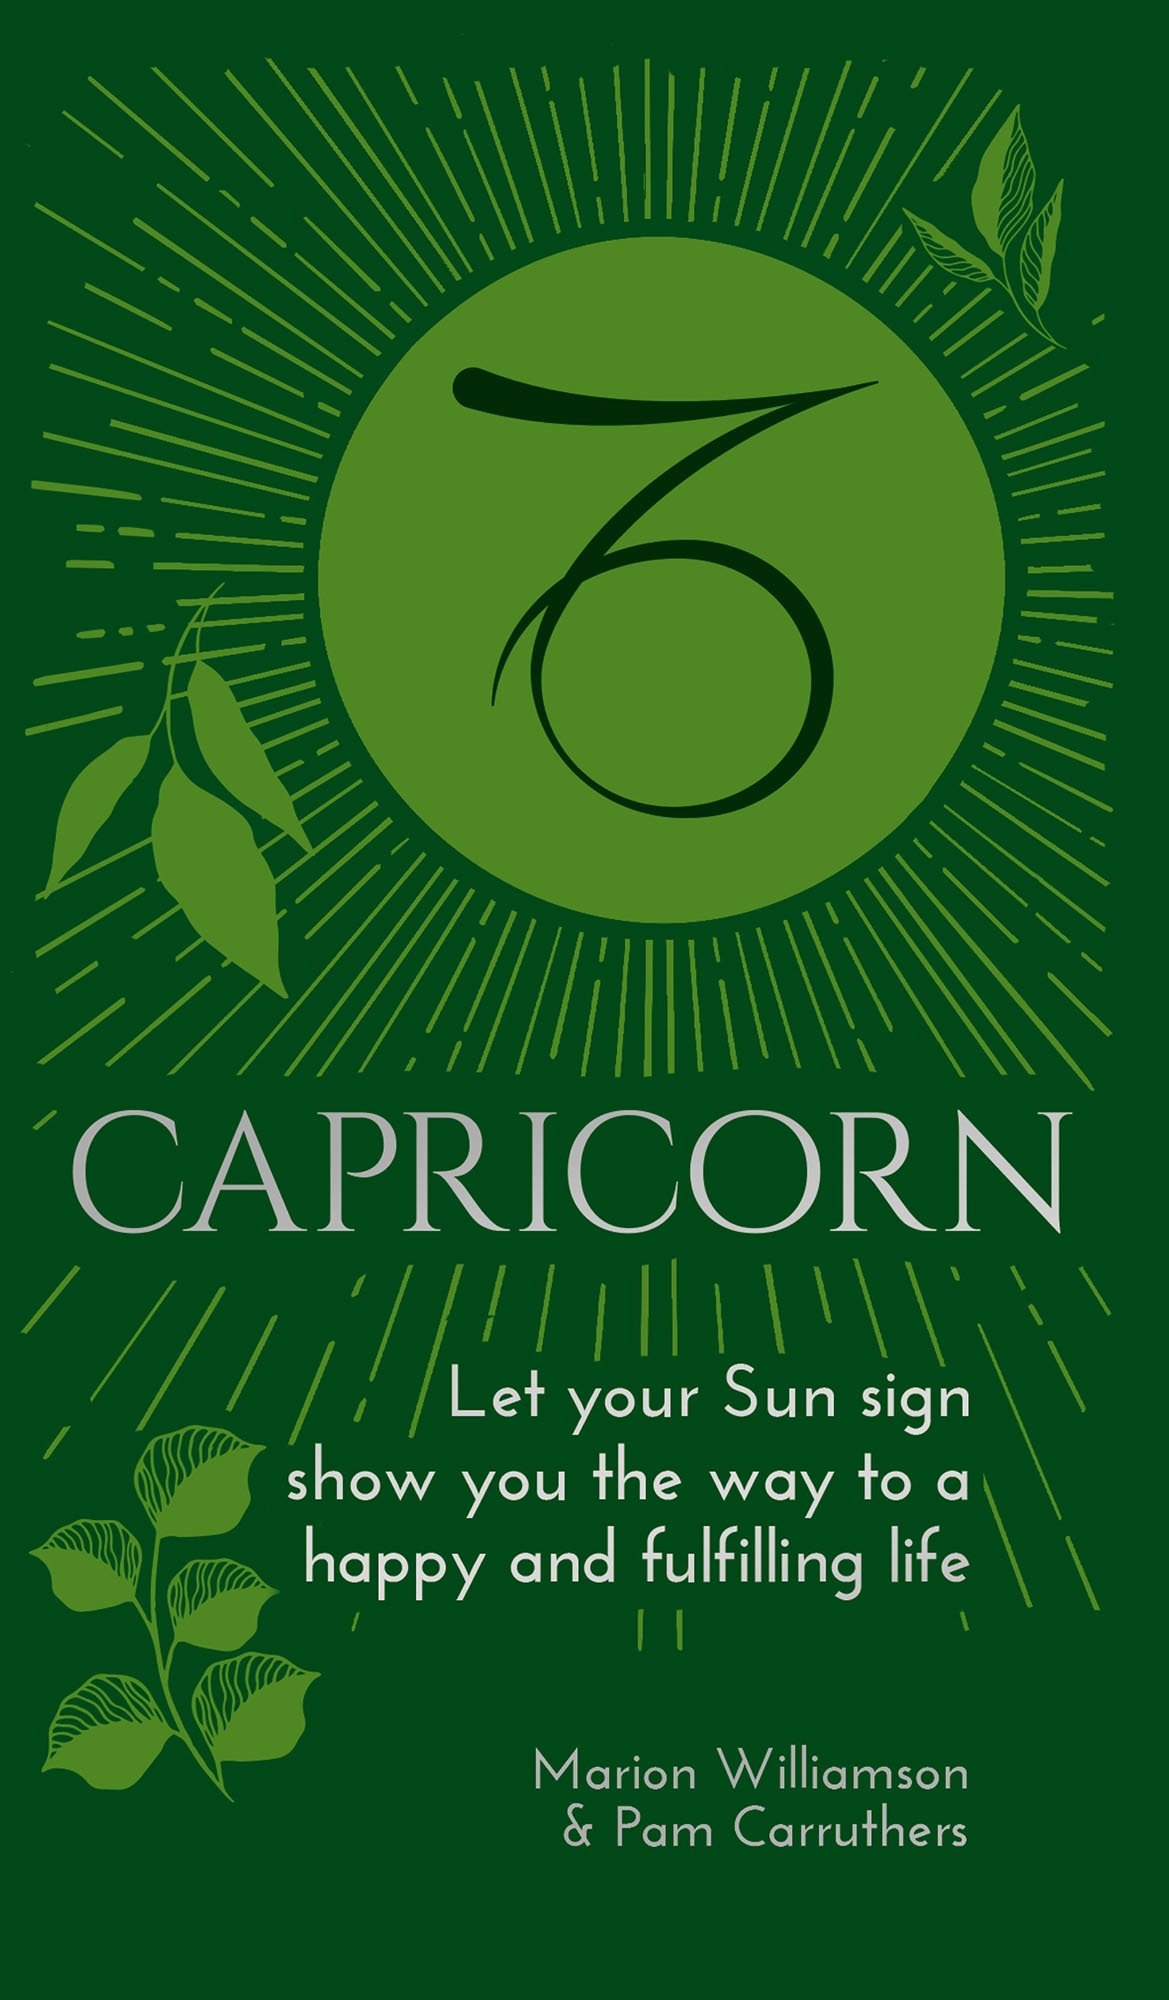 CAPRICORN
Let your Sun sign
show you the way to a
happy and fulfilling life
Marion Williamson
& Pam Carruthers